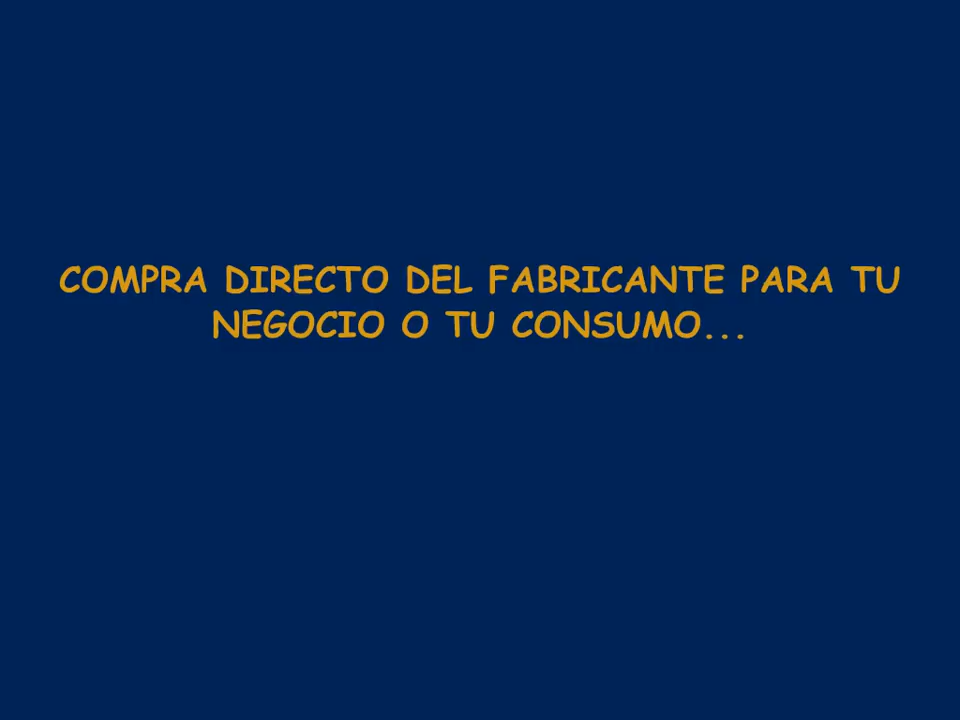 COMPRA DIRECTO DEL FABRICANTE PARA TU
NEGOCIO O TU CONSUMO...